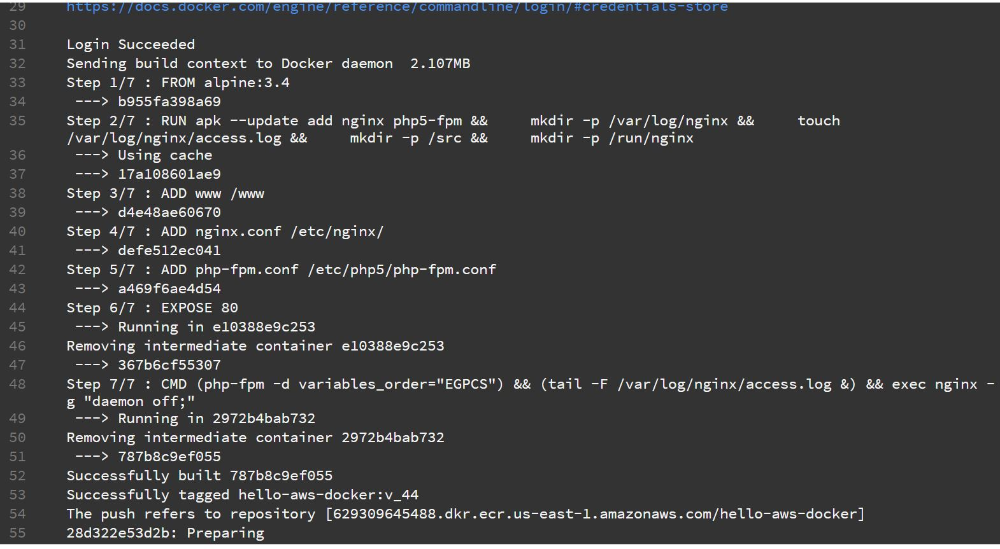 29 https://docs.docker.com/engine/reference/commandline/login/#credentials-store
30
31 Login Succeeded
32 Sending build context to Docker daemon  2.107MB
33 Step 1/7 : FROM alpine:3.4
34  ---> b955fa398a69
35 Step 2/7 : RUN apk --update add nginx php5-fpm &&     mkdir -p /var/log/nginx &&     touch
/var/log/nginx/access.log &&     mkdir -p /src &&     mkdir -p /run/nginx
36  ---> Using cache
37  ---> 17a108601ae9
38 Step 3/7 : ADD www /www
39  ---> d4e48ae60670
40 Step 4/7 : ADD nginx.conf /etc/nginx/
41  ---> defe512ec041
42 Step 5/7 : ADD php-fpm.conf /etc/php5/php-fpm.conf
43  ---> a469f6ae4d54
44 Step 6/7 : EXPOSE 80
45  ---> Running in e10388e9c253
46 Removing intermediate container e10388e9c253
47  ---> 367b6cf55307
48 Step 7/7 : CMD (php-fpm -d variables_order="EGPCS") && (tail -F /var/log/nginx/access.log &) && exec nginx -
g "daemon off;"
49  ---> Running in 2972b4bab732
50 Removing intermediate container 2972b4bab732
51  ---> 787b8c9ef055
52 Successfully built 787b8c9ef055
53 Successfully tagged hello-aws-docker:v_44
54 The push refers to repository [629309645488.dkr.ecr.us-east-1.amazonaws.com/hello-aws-docker]
55 28d322e53d2b: Preparing